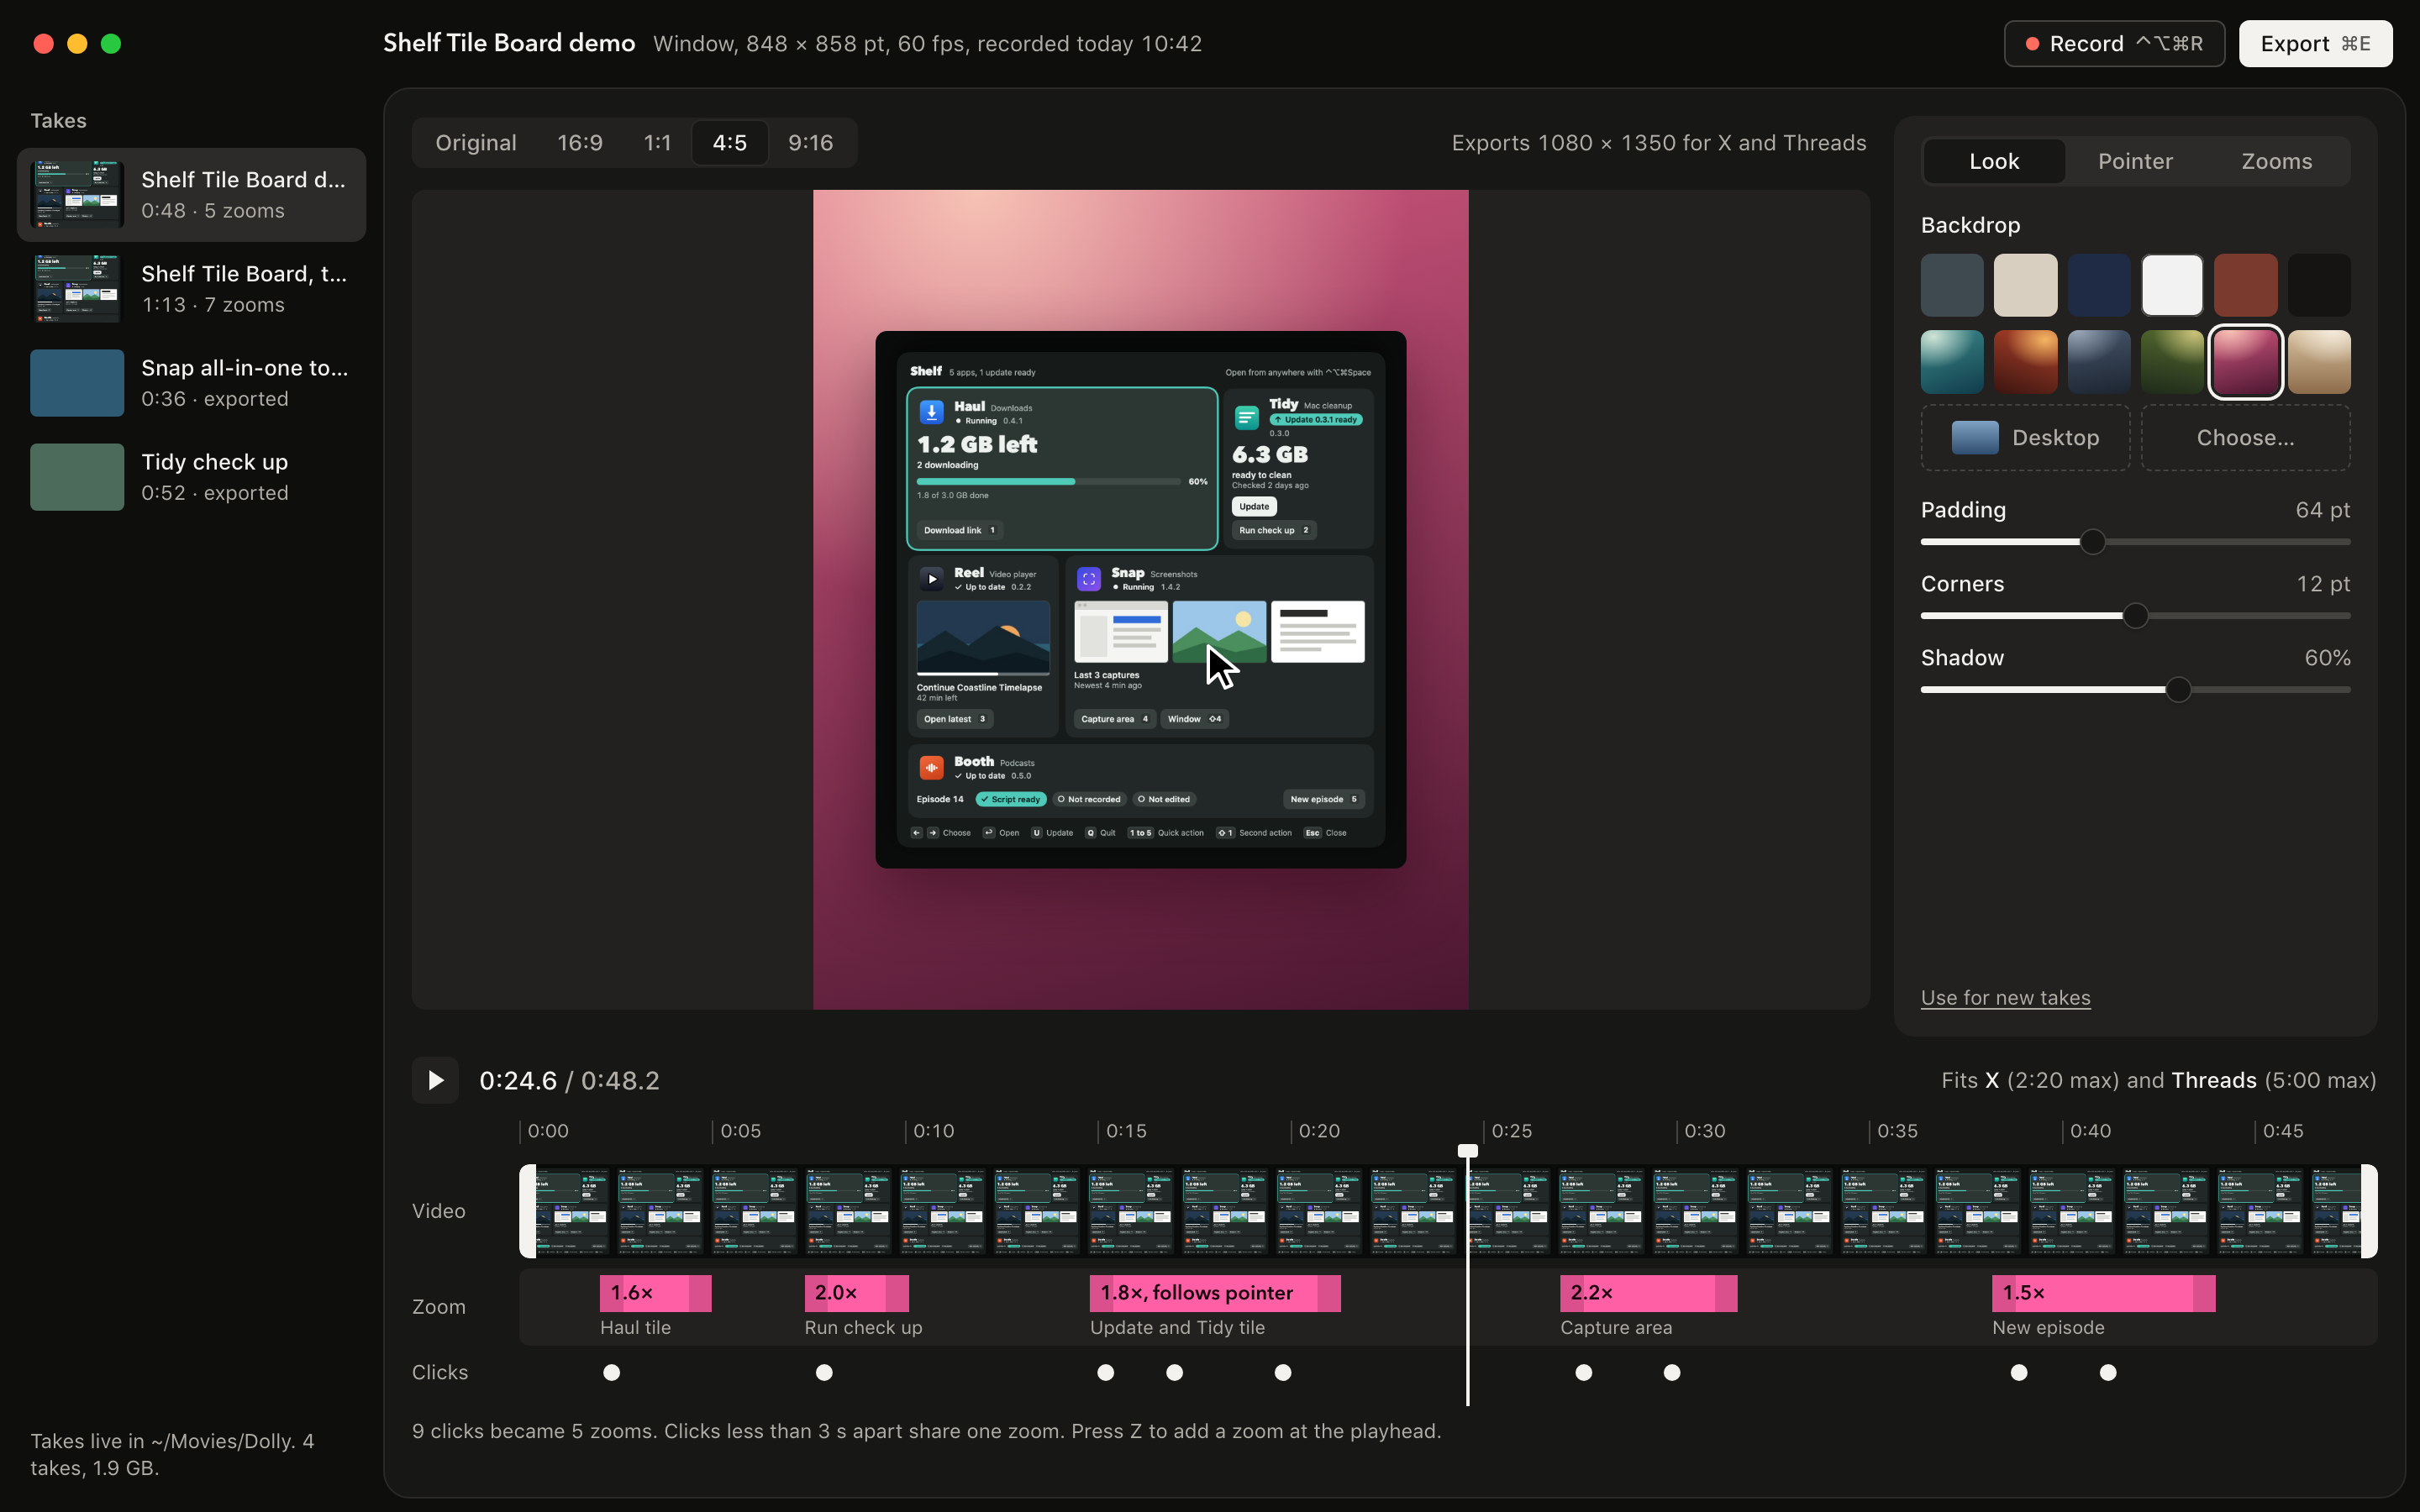 Shelf Tile Board demo Window, 848 × 858 pt, 60 fps, recorded today 10:42
Record ^⌥⌘R
Export ⌘E
Takes
Shelf Tile Board d…
0:48 · 5 zooms
Shelf Tile Board, t…
1:13 · 7 zooms
Snap all-in-one to…
0:36 · exported
Tidy check up
0:52 · exported
Takes live in ~/Movies/Dolly. 4
takes, 1.9 GB.
Original 16:9 1:1 4:5 9:16
Exports 1080 × 1350 for X and Threads
Shelf 5 apps, 1 update ready
Open from anywhere with ^⌥⌘Space
Haul Downloads
Running 0.4.1
1.2 GB left
2 downloading
60%
1.8 of 3.0 GB done
Download link 1
Tidy Mac cleanup
↑ Update 0.3.1 ready
0.3.0
6.3 GB
ready to clean
Checked 2 days ago
Update
Run check up 2
Reel Video player
✓ Up to date 0.2.2
Continue Coastline Timelapse
42 min left
Open latest 3
Snap Screenshots
Running 1.4.2
Last 3 captures
Newest 4 min ago
Capture area 4 Window ⇧4
Booth Podcasts
✓ Up to date 0.5.0
Episode 14 ✓ Script ready Not recorded Not edited New episode 5
← → Choose ↩ Open U Update Q Quit 1 to 5 Quick action ⇧ 1 Second action Esc Close
Look Pointer Zooms
Backdrop
Desktop Choose…
Padding 64 pt
Corners 12 pt
Shadow 60%
Use for new takes
0:24.6 / 0:48.2
Fits X (2:20 max) and Threads (5:00 max)
0:00 0:05 0:10 0:15 0:20 0:25 0:30 0:35 0:40 0:45
Video
Zoom
1.6× 2.0× 1.8×, follows pointer 2.2× 1.5×
Haul tile Run check up Update and Tidy tile Capture area New episode
Clicks
9 clicks became 5 zooms. Clicks less than 3 s apart share one zoom. Press Z to add a zoom at the playhead.